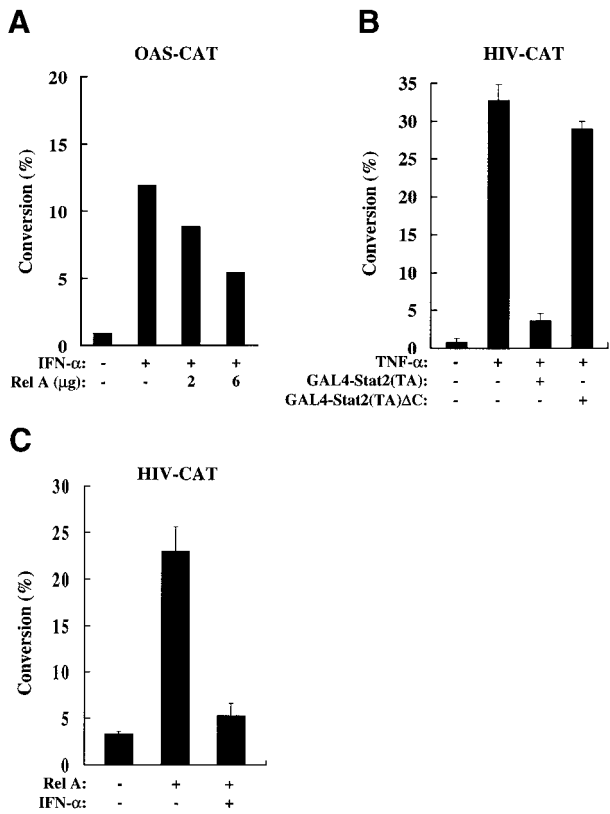 A
OAS-CAT
20
15
10
5
0
Conversion (%)
IFN-α: - + + +
Rel A (µg): - - 2 6
B
HIV-CAT
35
30
25
20
15
10
5
0
Conversion (%)
TNF-α: - + + +
GAL4-Stat2(TA): - - + -
GAL4-Stat2(TA)ΔC: - - - +
C
HIV-CAT
30
25
20
15
10
5
0
Conversion (%)
Rel A: - + +
IFN-α: - - +